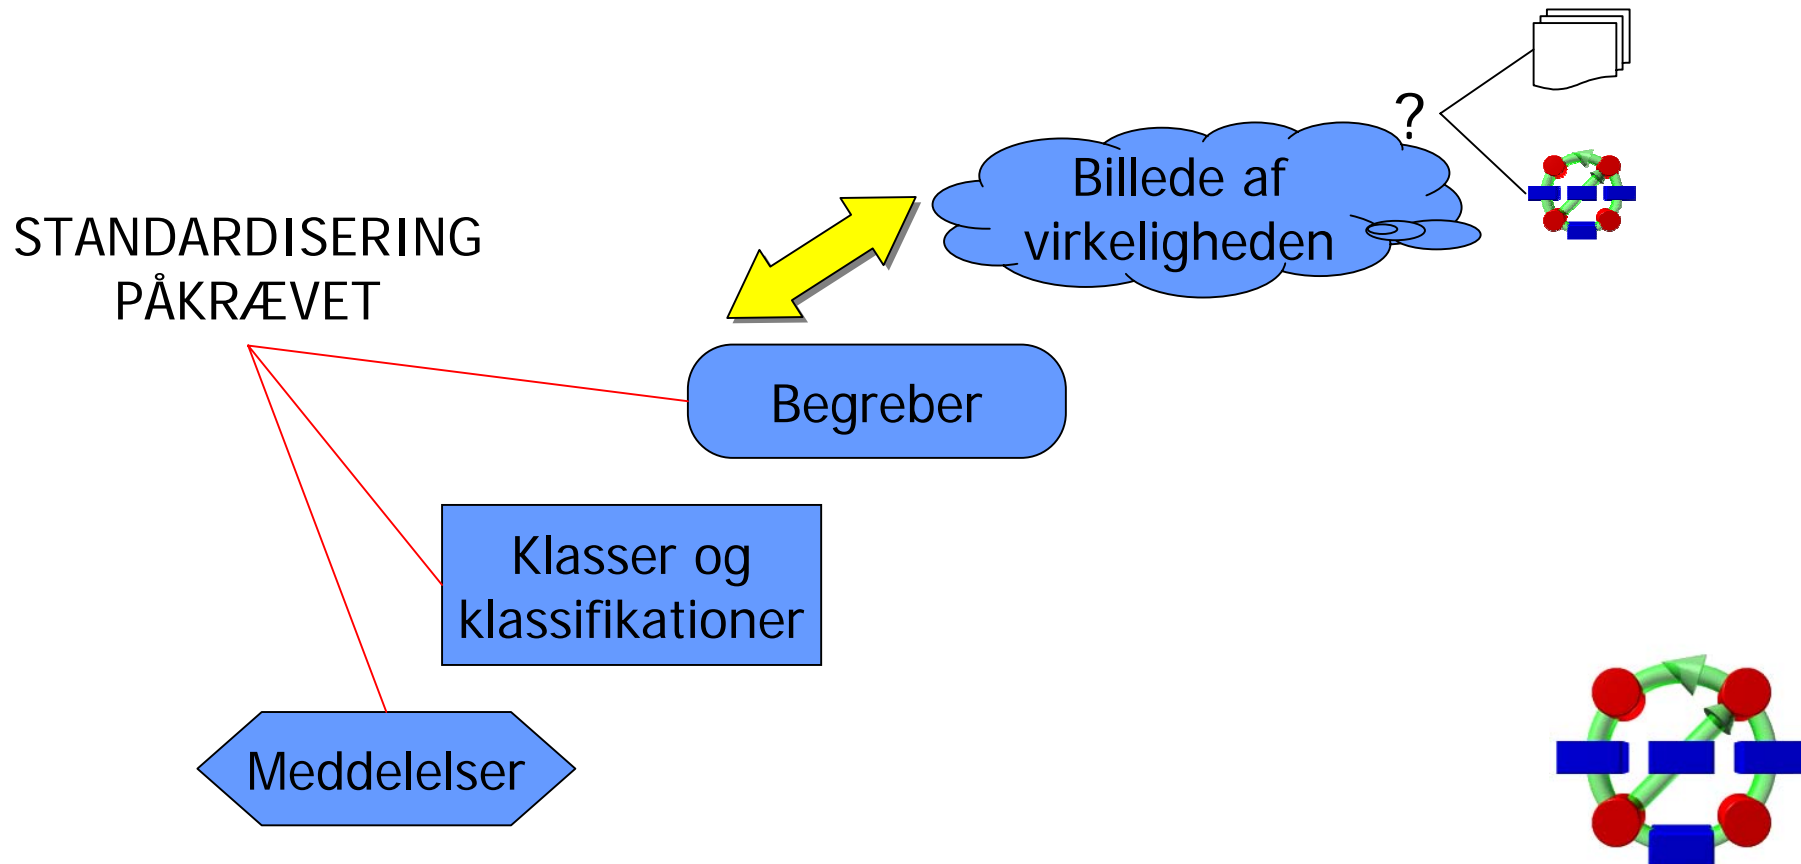 ?
Billede af
virkeligheden
STANDARDISERING
PÅKRÆVET
Begreber
Klasser og
klassifikationer
Meddelelser